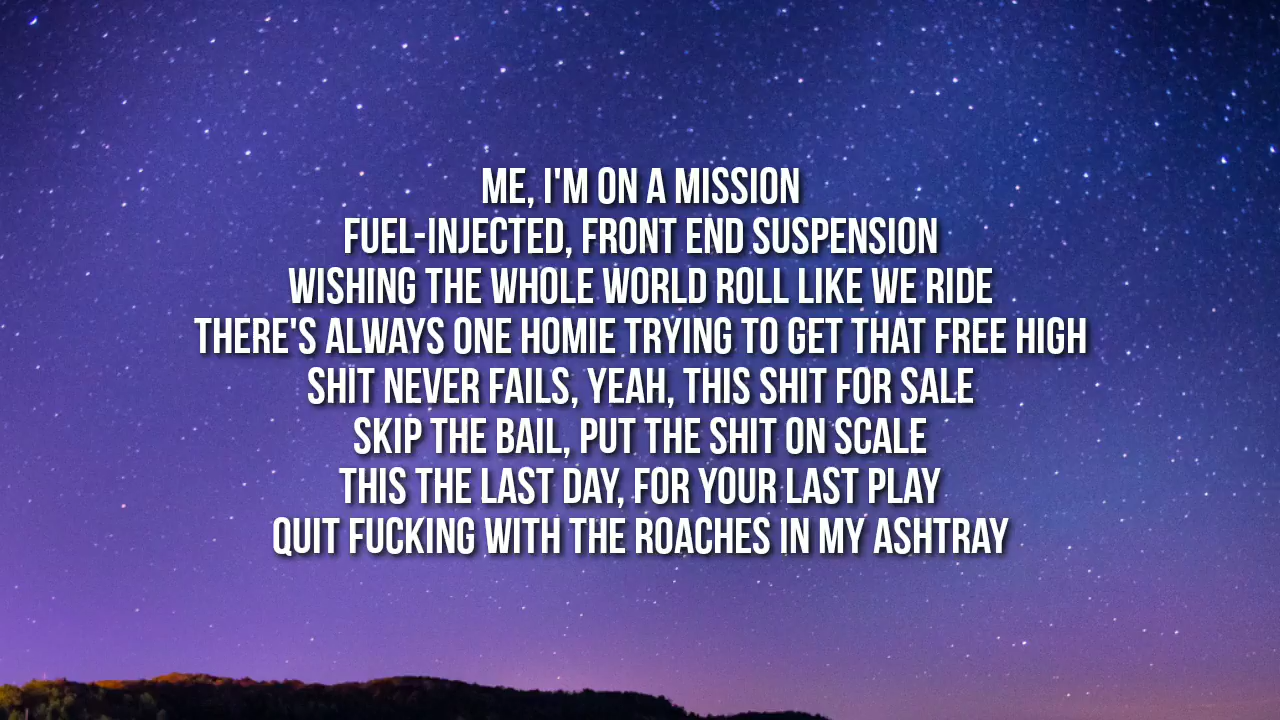 ME, I'M ON A MISSION
FUEL-INJECTED, FRONT END SUSPENSION
WISHING THE WHOLE WORLD ROLL LIKE WE RIDE
THERE'S ALWAYS ONE HOMIE TRYING TO GET THAT FREE HIGH
SHIT NEVER FAILS, YEAH, THIS SHIT FOR SALE
SKIP THE BAIL, PUT THE SHIT ON SCALE
THIS THE LAST DAY, FOR YOUR LAST PLAY
QUIT FUCKING WITH THE ROACHES IN MY ASHTRAY